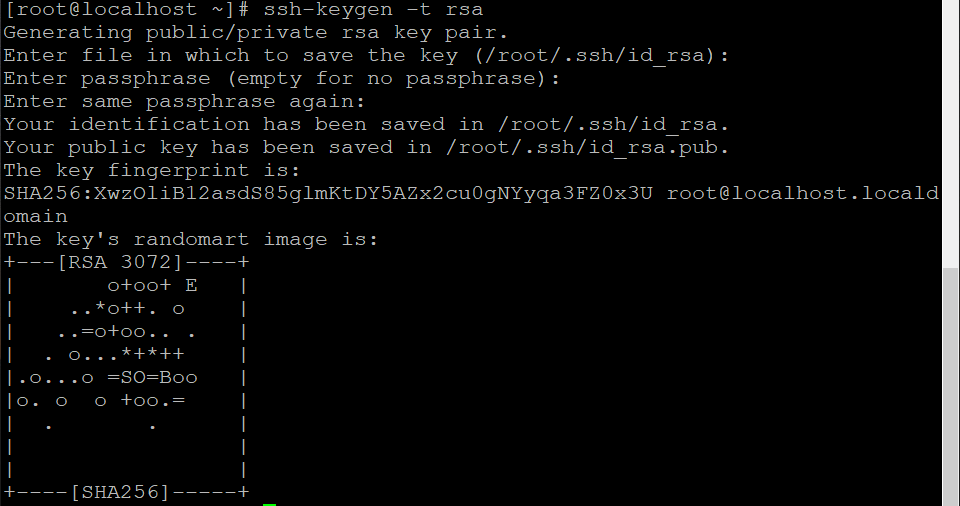 [root@localhost ~]# ssh-keygen -t rsa
Generating public/private rsa key pair.
Enter file in which to save the key (/root/.ssh/id_rsa):
Enter passphrase (empty for no passphrase):
Enter same passphrase again:
Your identification has been saved in /root/.ssh/id_rsa.
Your public key has been saved in /root/.ssh/id_rsa.pub.
The key fingerprint is:
SHA256:XwzOliB12asdS85glmKtDY5AZx2cu0gNYyqa3FZ0x3U root@localhost.locald
omain
The key's randomart image is:
+---[RSA 3072]----+
|       o+oo+ E   |
|    ..*o++. o    |
|   ..=o+oo.. .   |
|  . o...*+*++    |
|.o...o =SO=Boo   |
|o. o  o +oo.=    |
|  .       .      |
|                 |
|                 |
+----[SHA256]-----+